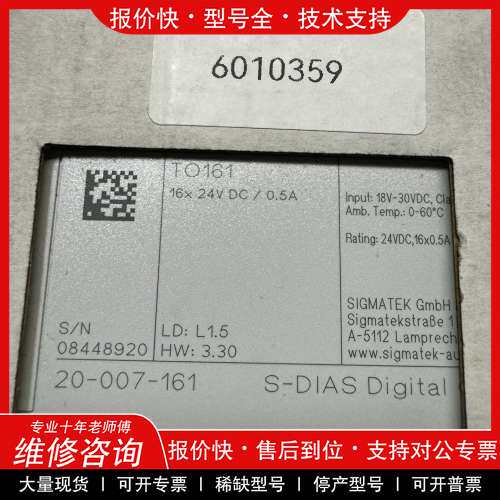 报价快·型号全·技术支持
6010359
TO161
16x 24V DC / 0.5A
Input: 18V-30VDC, Cla
Amb. Temp.: 0-60°C
Rating: 24VDC, 16x0.5A
SIGMATEK GmbH
Sigmatekstraße 1
A-5112 Lamprech
www.sigmatek-au
S/N
08448920
LD: L1.5
HW: 3.30
20-007-161
S-DIAS Digital
专业十年老师傅
维修咨询
报价快·售后到位·支持对公专票
大量现货 | 可开专票 | 稀缺型号 | 停产型号 | 可开普票